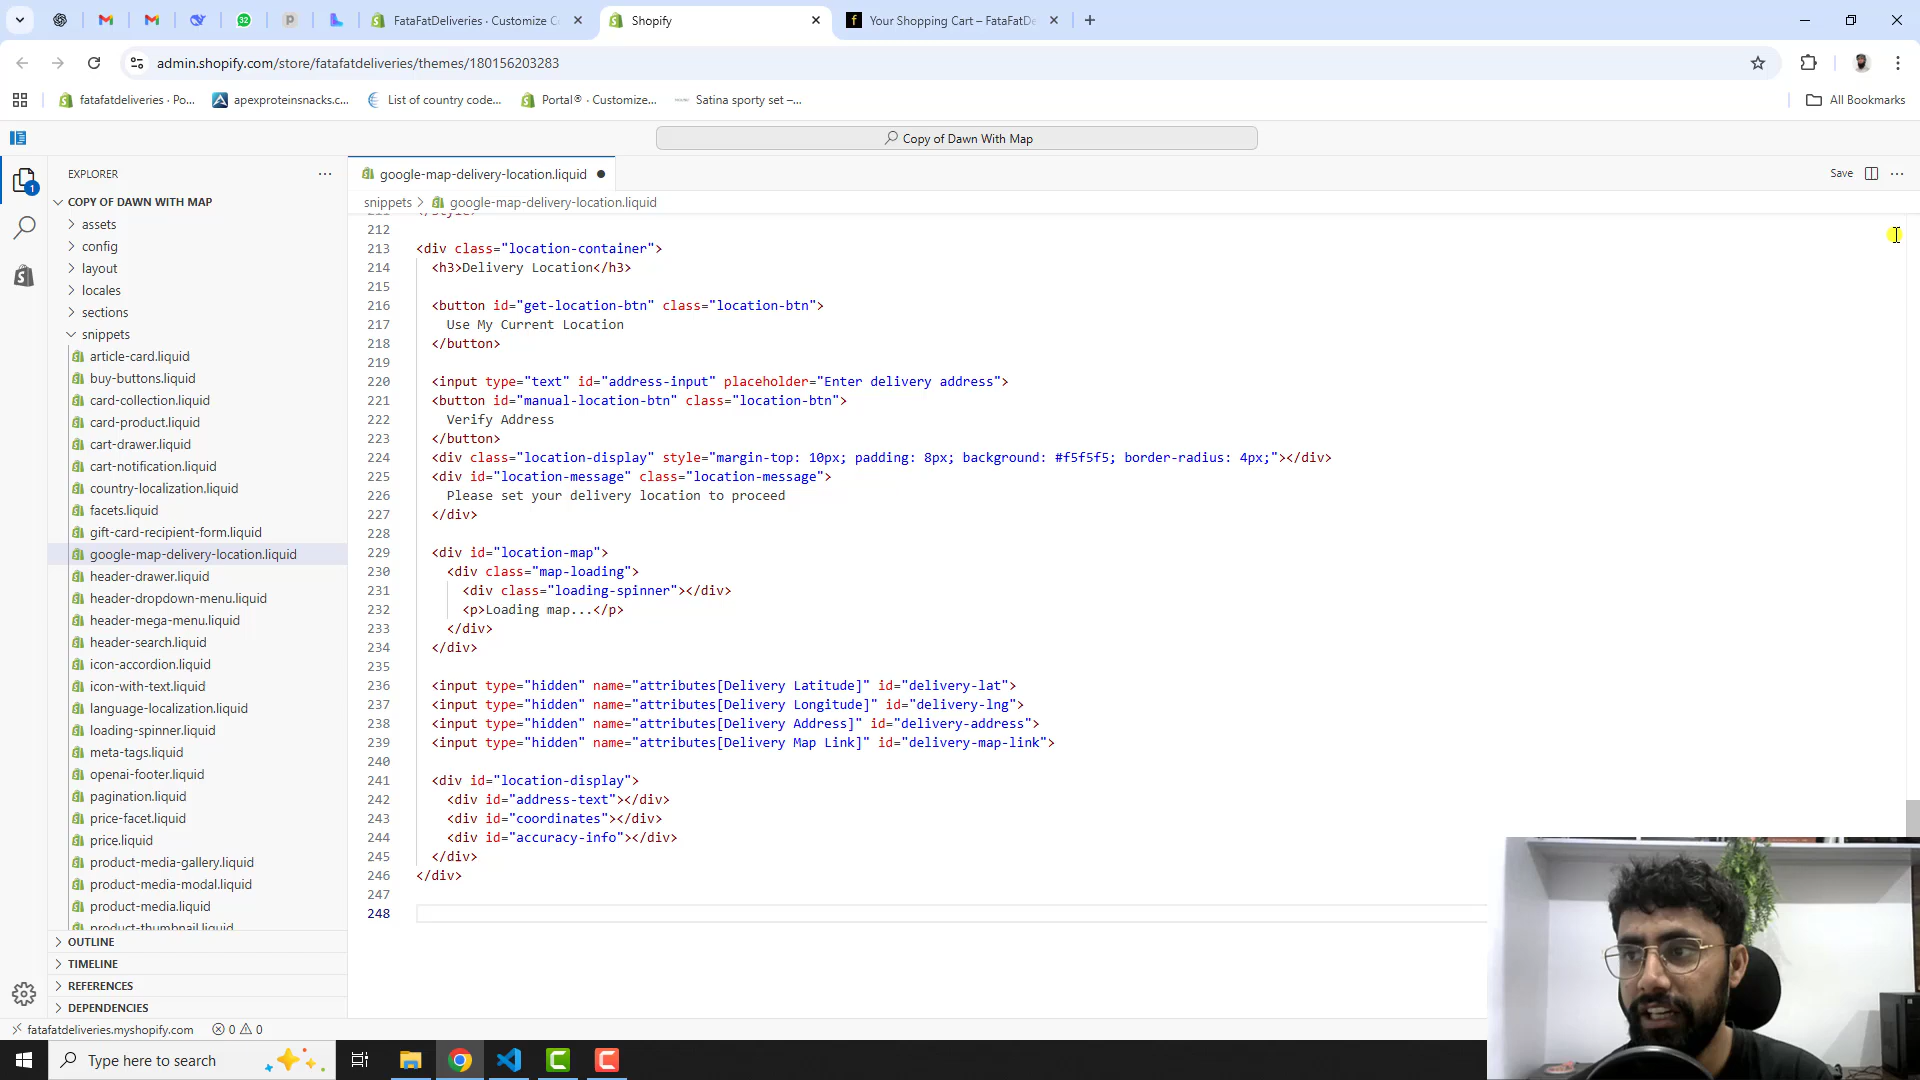 FatafatDeliveries · Customize C
Shopify
Your Shopping Cart – FataFatDe
admin.shopify.com/store/fatafatdeliveries/themes/180156203283
fatafatdeliveries · Po...
apexproteinsnacks.c...
List of country code...
Portal® · Customize...
Satina sporty set –...
All Bookmarks
Copy of Dawn With Map
EXPLORER
google-map-delivery-location.liquid
Save
COPY OF DAWN WITH MAP
snippets > google-map-delivery-location.liquid
assets
config
layout
locales
sections
snippets
article-card.liquid
buy-buttons.liquid
card-collection.liquid
card-product.liquid
cart-drawer.liquid
cart-notification.liquid
country-localization.liquid
facets.liquid
gift-card-recipient-form.liquid
google-map-delivery-location.liquid
header-drawer.liquid
header-dropdown-menu.liquid
header-mega-menu.liquid
header-search.liquid
icon-accordion.liquid
icon-with-text.liquid
language-localization.liquid
loading-spinner.liquid
meta-tags.liquid
openai-footer.liquid
pagination.liquid
price-facet.liquid
price.liquid
product-media-gallery.liquid
product-media-modal.liquid
product-media.liquid
product-thumbnail.liquid
OUTLINE
TIMELINE
REFERENCES
DEPENDENCIES
211 </style>
212
213 <div class="location-container">
214 <h3>Delivery Location</h3>
215
216 <button id="get-location-btn" class="location-btn">
217 Use My Current Location
218 </button>
219
220 <input type="text" id="address-input" placeholder="Enter delivery address">
221 <button id="manual-location-btn" class="location-btn">
222 Verify Address
223 </button>
224 <div class="location-display" style="margin-top: 10px; padding: 8px; background: #f5f5f5; border-radius: 4px;"></div>
225 <div id="location-message" class="location-message">
226 Please set your delivery location to proceed
227 </div>
228
229 <div id="location-map">
230 <div class="map-loading">
231 <div class="loading-spinner"></div>
232 <p>Loading map...</p>
233 </div>
234 </div>
235
236 <input type="hidden" name="attributes[Delivery Latitude]" id="delivery-lat">
237 <input type="hidden" name="attributes[Delivery Longitude]" id="delivery-lng">
238 <input type="hidden" name="attributes[Delivery Address]" id="delivery-address">
239 <input type="hidden" name="attributes[Delivery Map Link]" id="delivery-map-link">
240
241 <div id="location-display">
242 <div id="address-text"></div>
243 <div id="coordinates"></div>
244 <div id="accuracy-info"></div>
245 </div>
246 </div>
247
248
fatafatdeliveries.myshopify.com 0 0
Type here to search